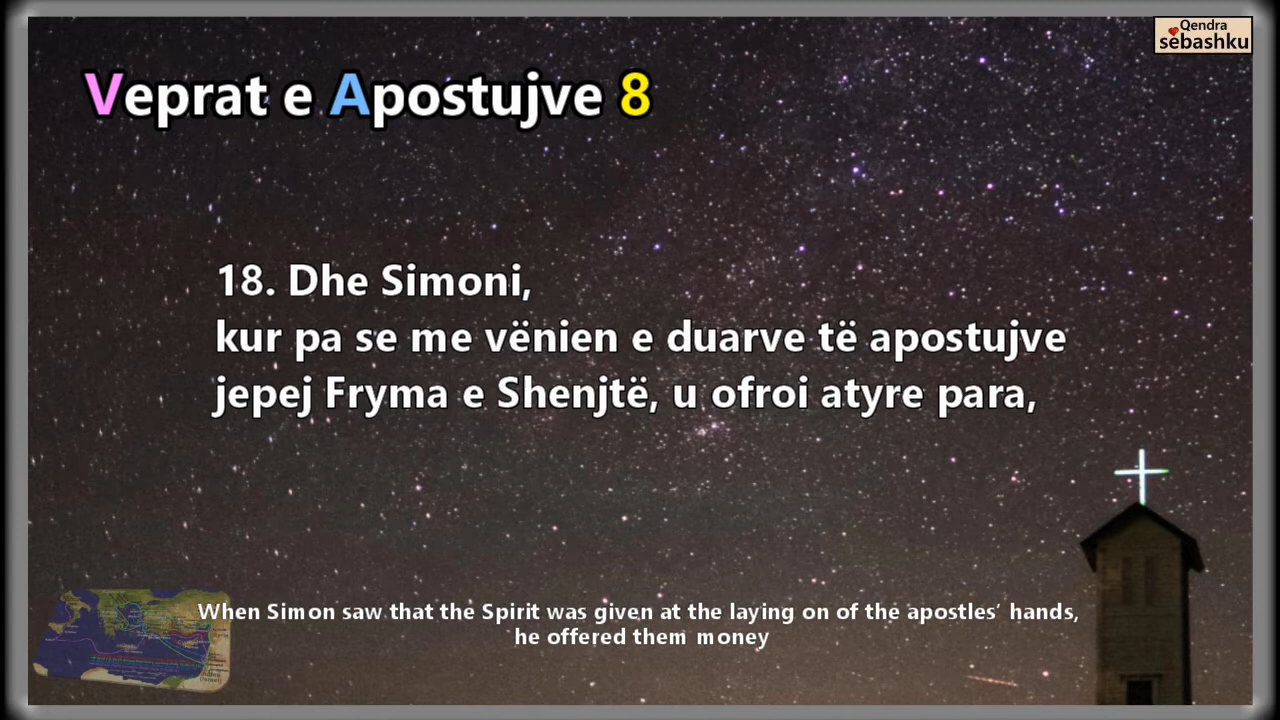 Qendra
sëbashku
Veprat e Apostujve 8
18. Dhe Simoni,
kur pa se me vënien e duarve të apostujve
jepej Fryma e Shenjtë, u ofroi atyre para,
When Simon saw that the Spirit was given at the laying on of the apostles’ hands,
he offered them money